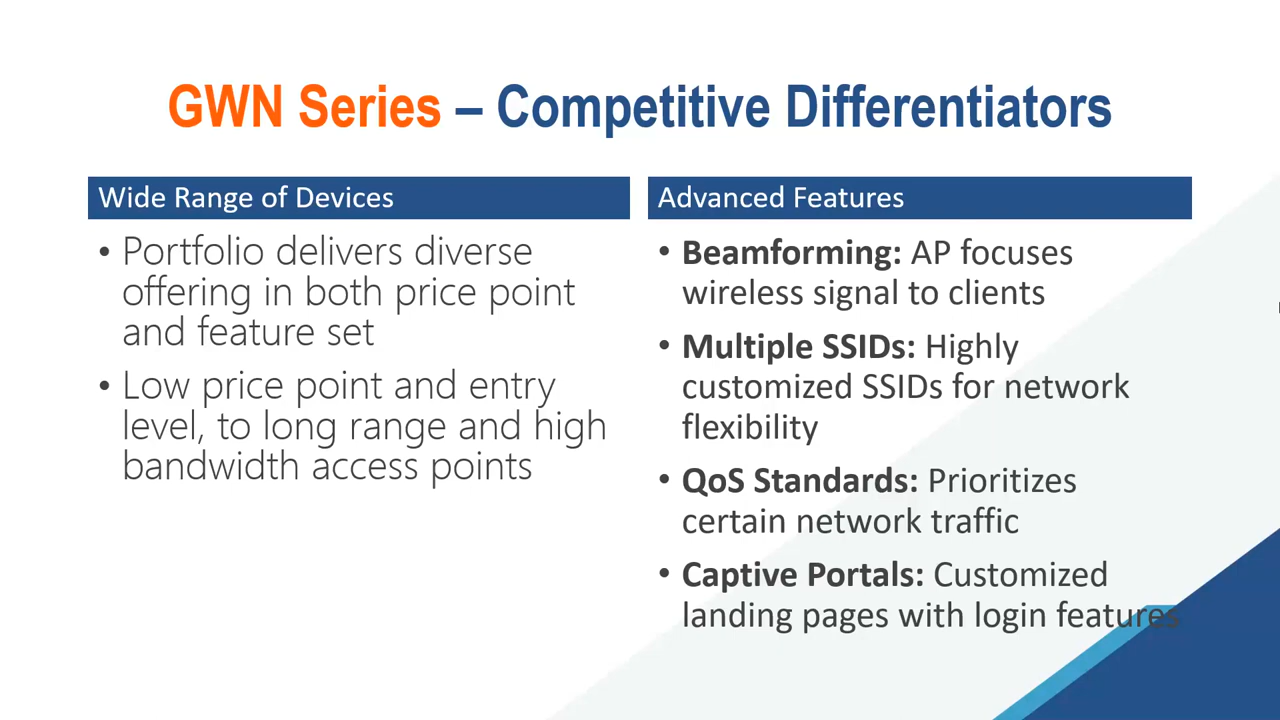 GWN Series – Competitive Differentiators
Wide Range of Devices
• Portfolio delivers diverse
offering in both price point
and feature set
• Low price point and entry
level, to long range and high
bandwidth access points
Advanced Features
• Beamforming: AP focuses
wireless signal to clients
• Multiple SSIDs: Highly
customized SSIDs for network
flexibility
• QoS Standards: Prioritizes
certain network traffic
• Captive Portals: Customized
landing pages with login features